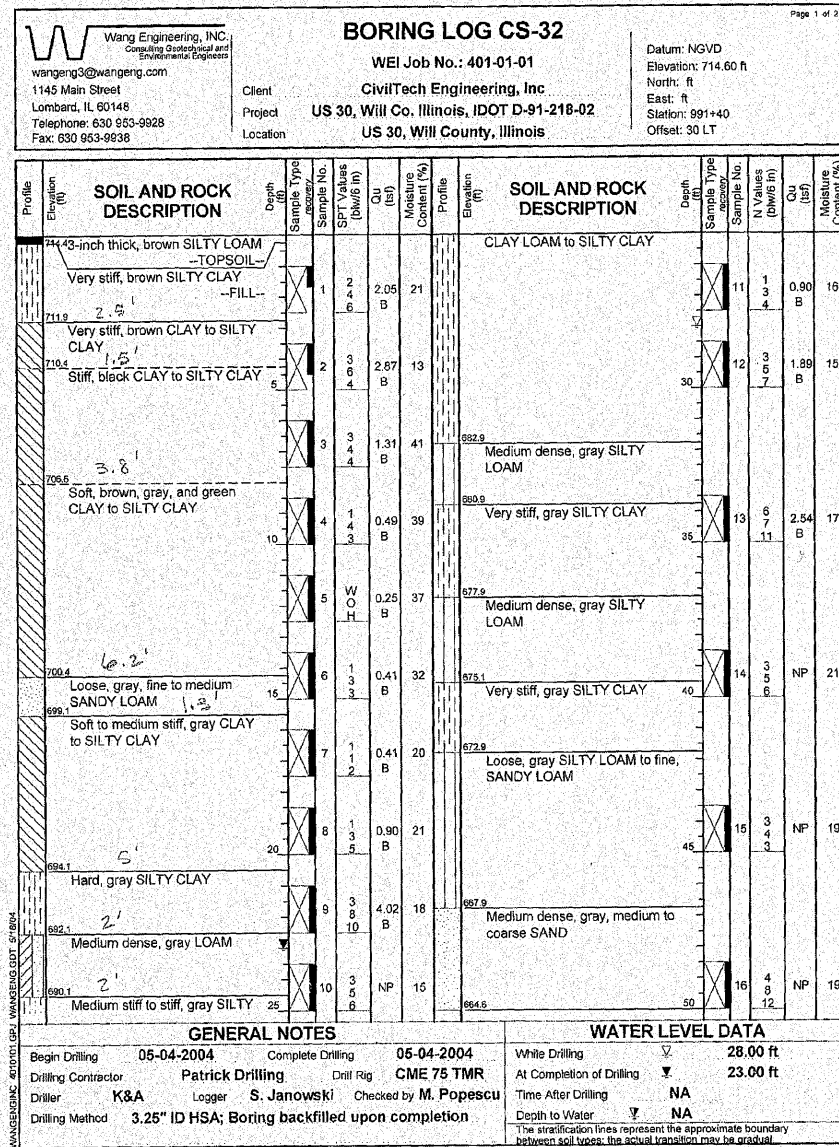 Page 1 of 2
Wang Engineering, INC.
Consulting Geotechnical and
Environmental Engineers
wangeng3@wangeng.com
1145 Main Street
Lombard, IL 60148
Telephone: 630 953-9928
Fax: 630 953-9938
BORING LOG CS-32
WEI Job No.: 401-01-01
Client CivilTech Engineering, Inc
Project US 30, Will Co. Illinois, IDOT D-91-218-02
Location US 30, Will County, Illinois
Datum: NGVD
Elevation: 714.60 ft
North: ft
East: ft
Station: 991+40
Offset: 30 LT
Profile
Elevation (ft)
SOIL AND ROCK
DESCRIPTION
Depth (ft)
Sample Type
recovery
Sample No.
SPT Values (blw/6 in)
Qu (tsf)
Moisture Content (%)
714.4 3-inch thick, brown SILTY LOAM
--TOPSOIL--
Very stiff, brown SILTY CLAY
--FILL--
1 2 4 6 2.05 B 21
2.5'
711.9
Very stiff, brown CLAY to SILTY
CLAY
1.5'
710.4
Stiff, black CLAY to SILTY CLAY
5
2 3 6 4 2.87 B 13
3 3 4 4 1.31 B 41
3.8'
706.6
Soft, brown, gray, and green
CLAY to SILTY CLAY
10
4 1 4 3 0.49 B 39
5 W O H 0.25 B 37
6.2'
700.4
Loose, gray, fine to medium
SANDY LOAM
1.3'
15
6 1 3 3 0.41 B 32
699.1
Soft to medium stiff, gray CLAY
to SILTY CLAY
7 1 1 2 0.41 B 20
20
8 1 3 5 0.90 B 21
5'
694.1
Hard, gray SILTY CLAY
9 3 8 10 4.02 B 18
2'
692.1
Medium dense, gray LOAM
2'
10 3 5 6 NP 15
690.1
Medium stiff to stiff, gray SILTY
25
Profile
Elevation (ft)
SOIL AND ROCK
DESCRIPTION
Depth (ft)
Sample Type
recovery
Sample No.
N Values (blw/6 in)
Qu (tsf)
Moisture Content (%)
CLAY LOAM to SILTY CLAY
11 1 3 4 0.90 B 16
30
12 3 5 7 1.89 B 15
682.9
Medium dense, gray SILTY
LOAM
680.9
Very stiff, gray SILTY CLAY
35
13 6 7 11 2.54 B 17
677.9
Medium dense, gray SILTY
LOAM
14 3 5 6 NP 21
675.1
Very stiff, gray SILTY CLAY
40
672.9
Loose, gray SILTY LOAM to fine,
SANDY LOAM
45
15 3 4 3 NP 19
667.9
Medium dense, gray, medium to
coarse SAND
16 4 8 12 NP 19
664.6
50
GENERAL NOTES
Begin Drilling 05-04-2004 Complete Drilling 05-04-2004
Drilling Contractor Patrick Drilling Drill Rig CME 75 TMR
Driller K&A Logger S. Janowski Checked by M. Popescu
Drilling Method 3.25" ID HSA; Boring backfilled upon completion
WATER LEVEL DATA
While Drilling 28.00 ft
At Completion of Drilling 23.00 ft
Time After Drilling NA
Depth to Water NA
The stratification lines represent the approximate boundary
between soil types; the actual transition may be gradual.
WANGENGINC 4010101.GPJ WANGENG.GDT 5/18/04